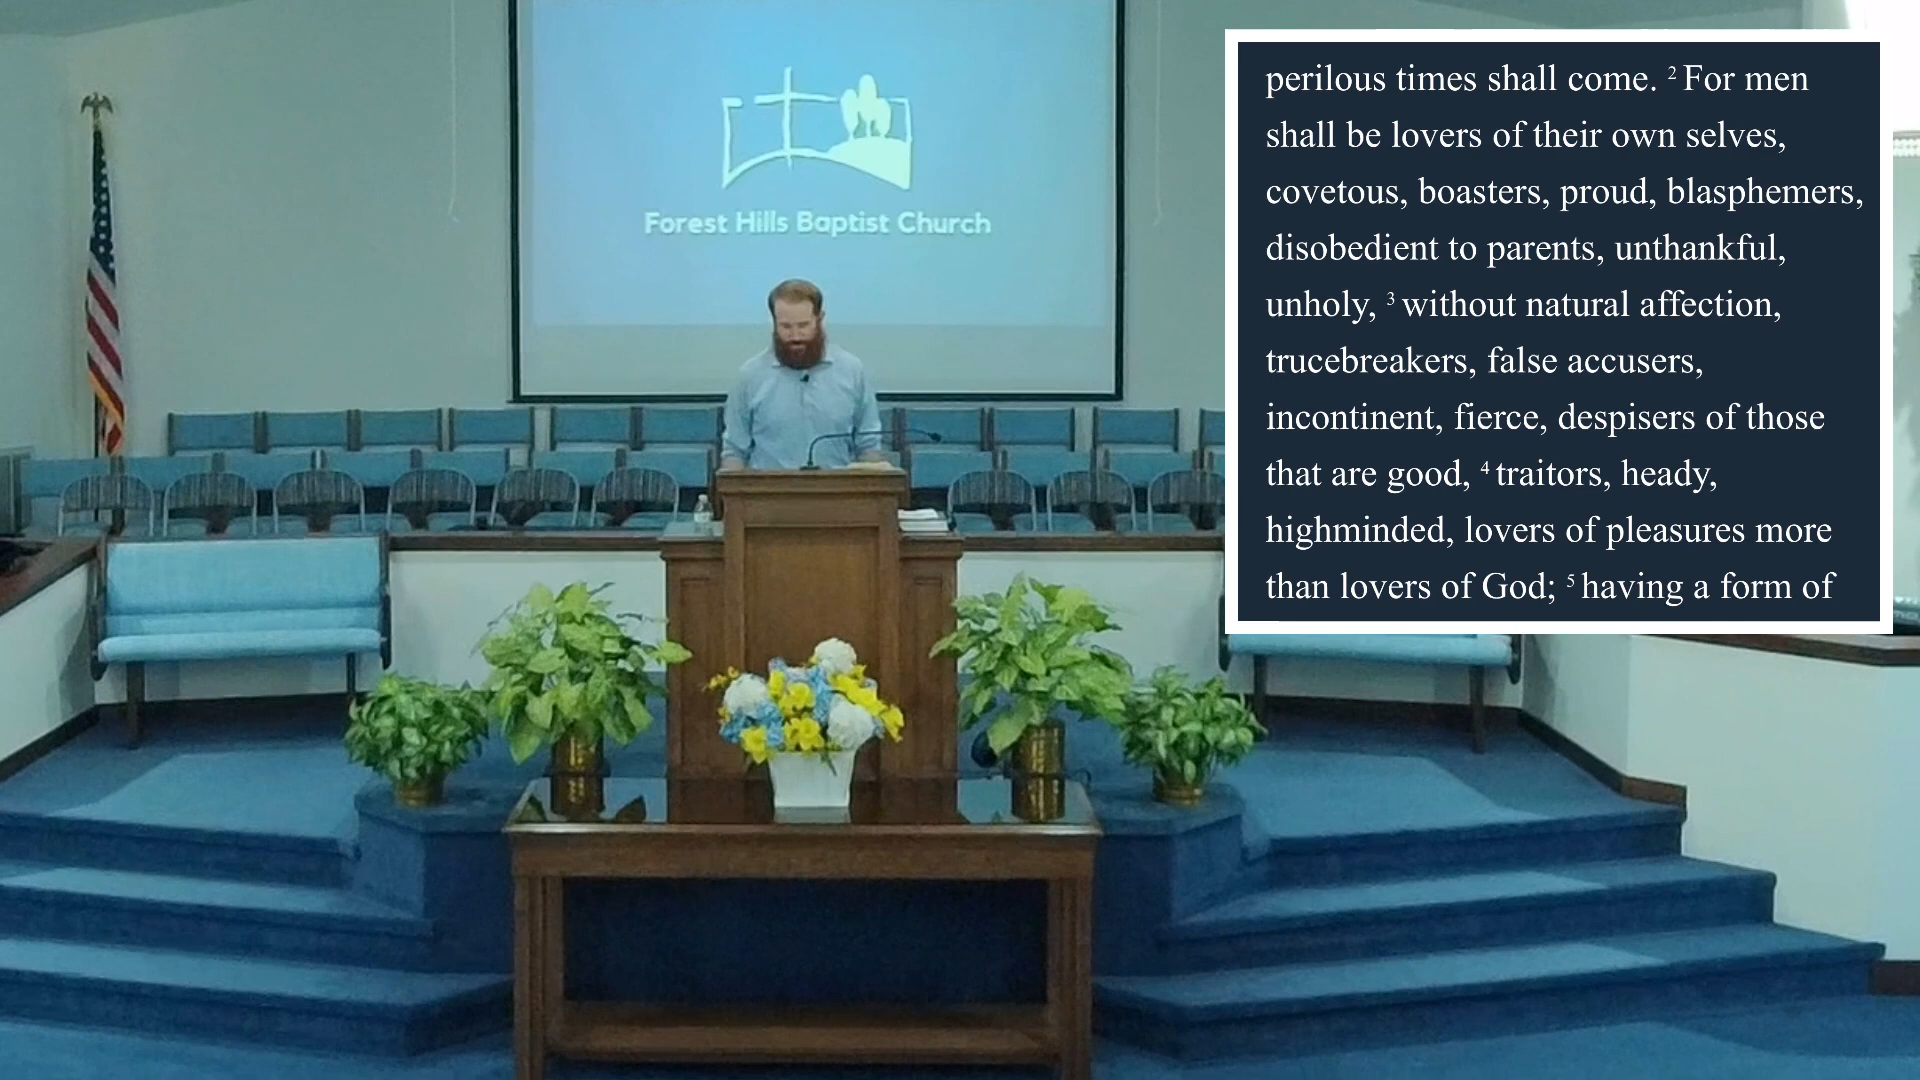 Forest Hills Baptist Church
perilous times shall come. 2 For men
shall be lovers of their own selves,
covetous, boasters, proud, blasphemers,
disobedient to parents, unthankful,
unholy, 3 without natural affection,
trucebreakers, false accusers,
incontinent, fierce, despisers of those
that are good, 4 traitors, heady,
highminded, lovers of pleasures more
than lovers of God; 5 having a form of